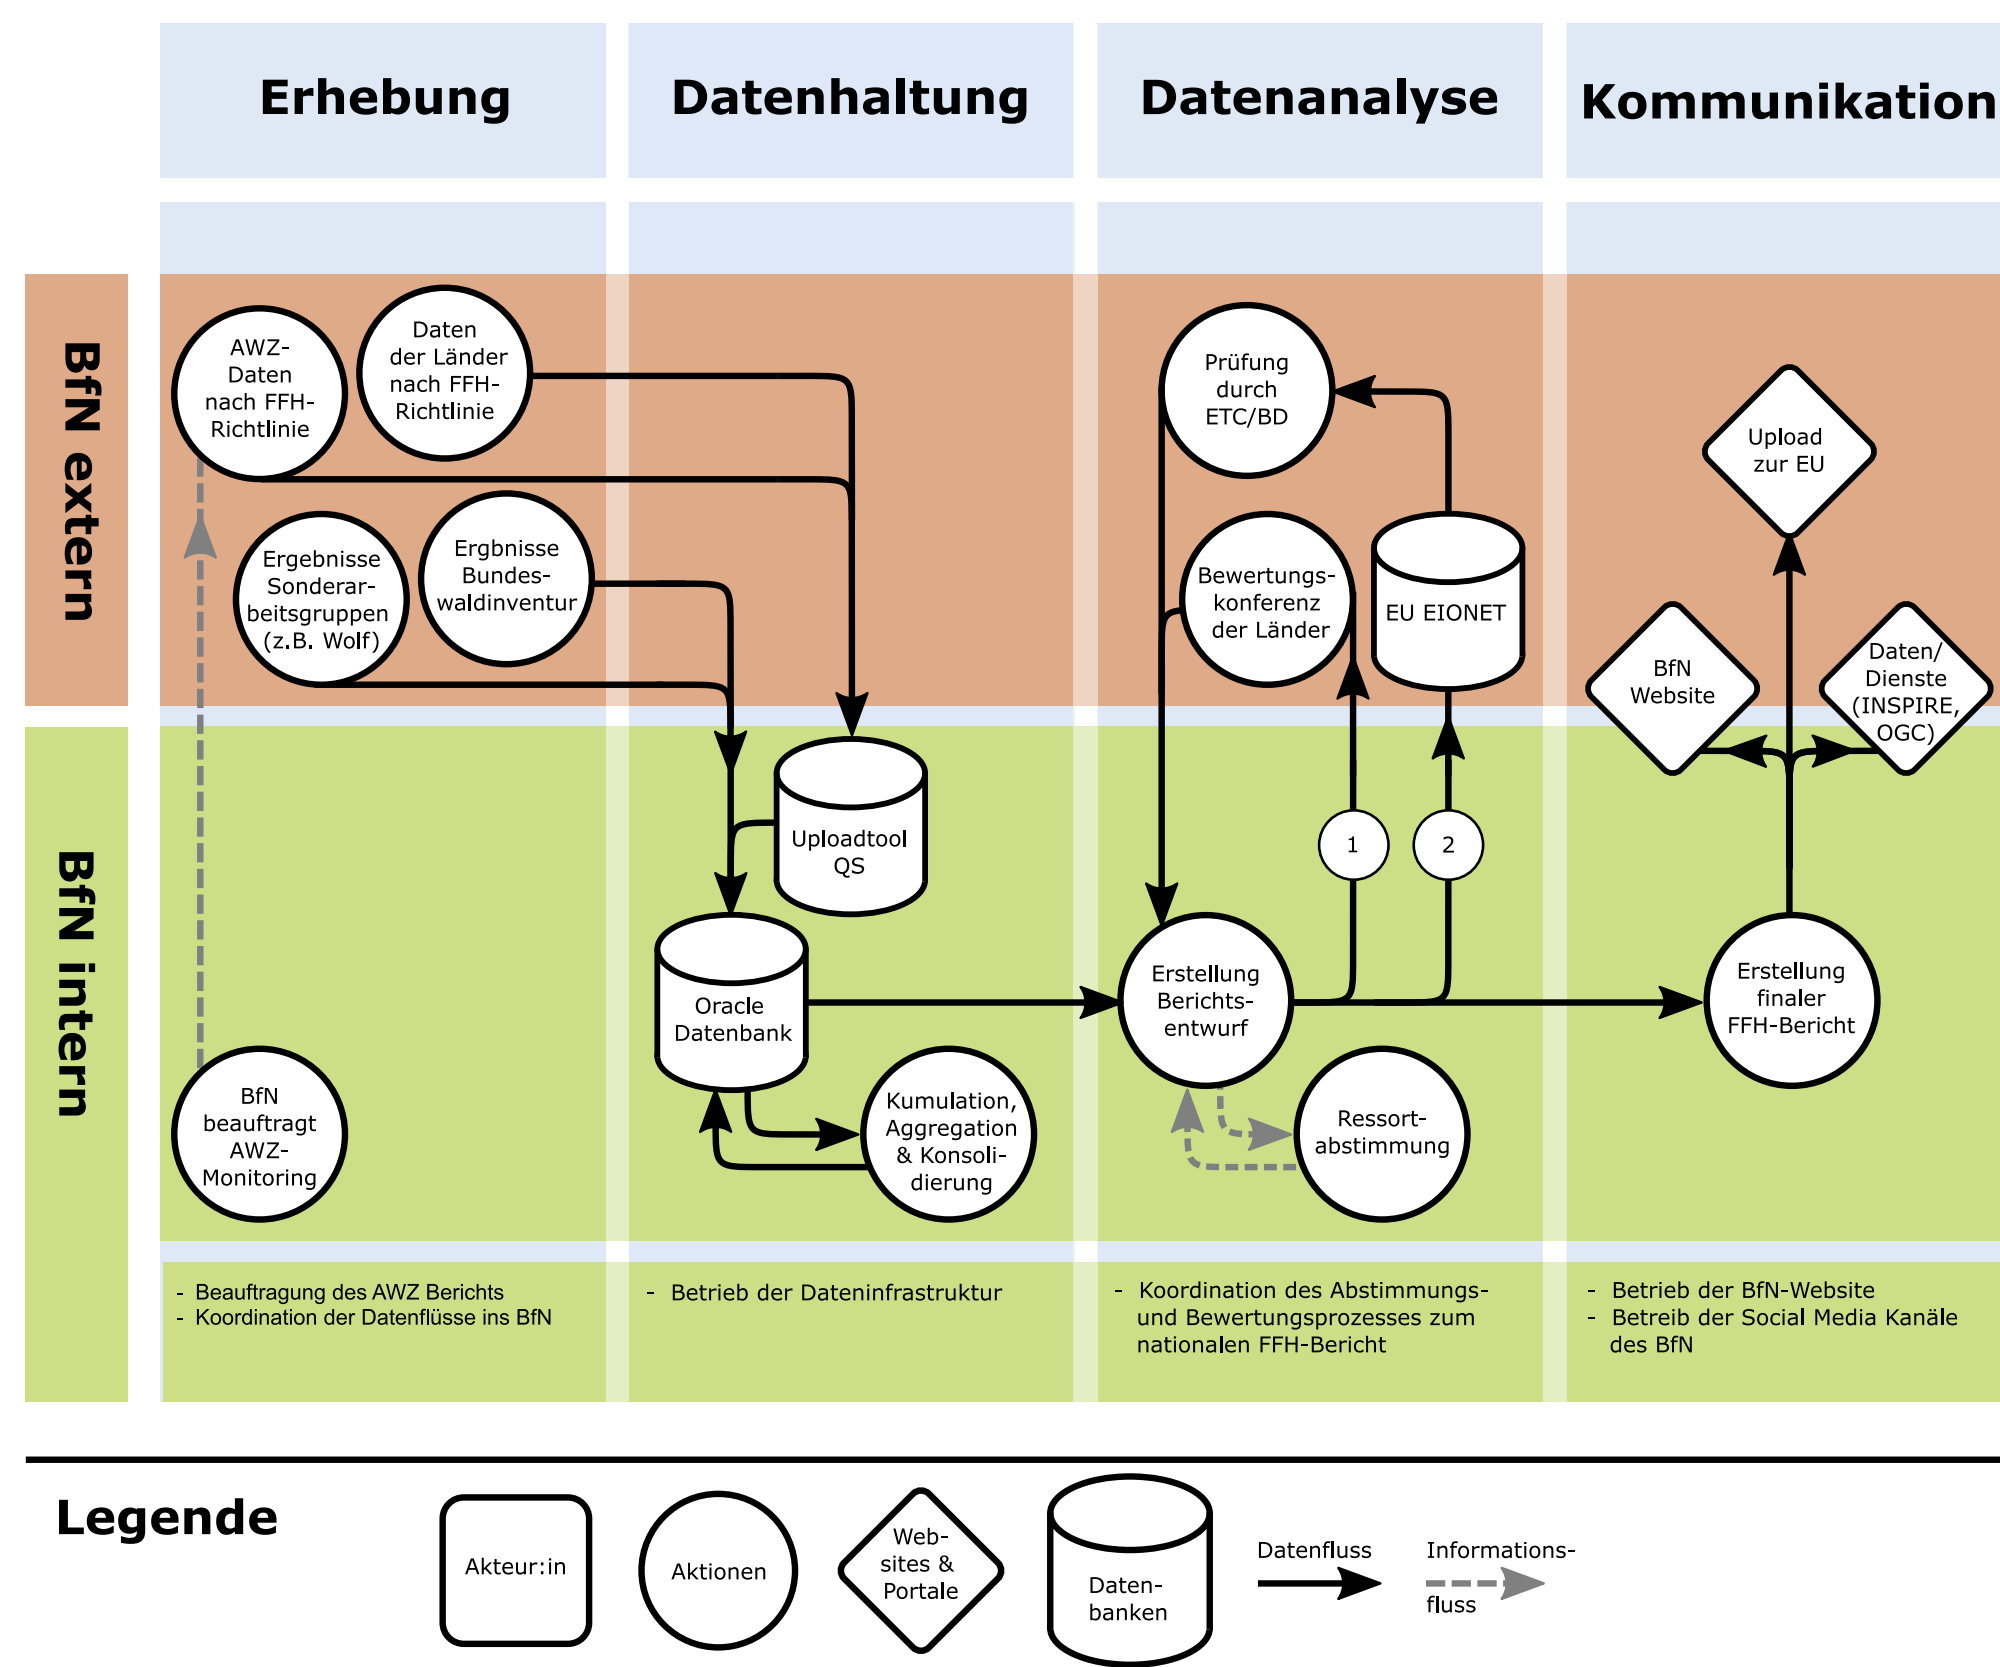 Erhebung
Datenhaltung
Datenanalyse
Kommunikation
BfN extern
AWZ-
Daten
nach FFH-
Richtlinie
Daten
der Länder
nach FFH-
Richtlinie
Ergebnisse
Sonderar-
beitsgruppen
(z.B. Wolf)
Ergbnisse
Bundes-
waldinventur
Prüfung
durch
ETC/BD
Bewertungs-
konferenz
der Länder
EU EIONET
Upload
zur EU
BfN
Website
Daten/
Dienste
(INSPIRE,
OGC)
BfN intern
BfN
beauftragt
AWZ-
Monitoring
Uploadtool
QS
Oracle
Datenbank
Kumulation,
Aggregation
& Konsoli-
dierung
1
2
Erstellung
Berichts-
entwurf
Ressort-
abstimmung
Erstellung
finaler
FFH-Bericht
- Beauftragung des AWZ Berichts
- Koordination der Datenflüsse ins BfN
- Betrieb der Dateninfrastruktur
- Koordination des Abstimmungs-
und Bewertungsprozesses zum
nationalen FFH-Bericht
- Betrieb der BfN-Website
- Betreib der Social Media Kanäle
des BfN
Legende
Akteur:in
Aktionen
Web-
sites &
Portale
Daten-
banken
Datenfluss
Informations-
fluss